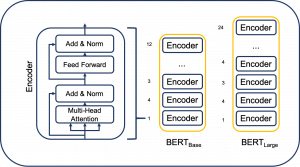 Encoder
Add & Norm
Feed Forward
Add & Norm
Multi-Head
Attention
12 Encoder
...
3 Encoder
4 Encoder
1 Encoder
BERTBase
24 Encoder
...
4 Encoder
3 Encoder
4 Encoder
1 Encoder
BERTLarge